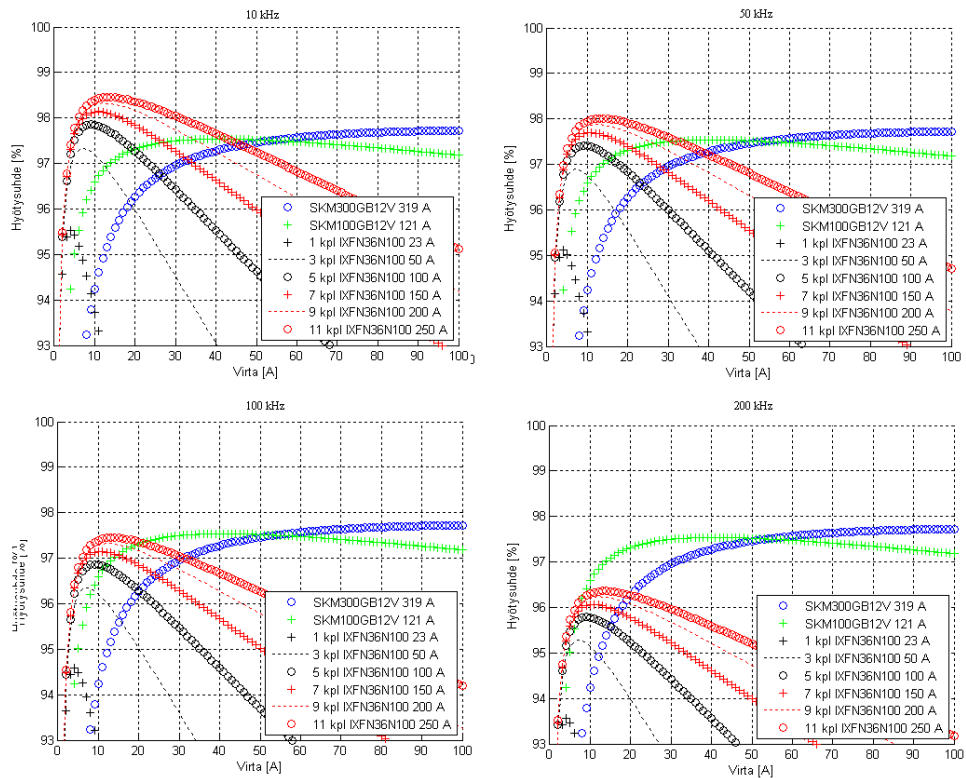 10 kHz
100
99
98
97
96
95
94
93
Hyötysuhde [%]
SKM300GB12V 319 A
SKM100GB12V 121 A
1 kpl IXFN36N100 23 A
3 kpl IXFN36N100 50 A
5 kpl IXFN36N100 100 A
7 kpl IXFN36N100 150 A
9 kpl IXFN36N100 200 A
11 kpl IXFN36N100 250 A
0 10 20 30 40 50 60 70 80 90 100
Virta [A]
50 kHz
100
99
98
97
96
95
94
93
Hyötysuhde [%]
SKM300GB12V 319 A
SKM100GB12V 121 A
1 kpl IXFN36N100 23 A
3 kpl IXFN36N100 50 A
5 kpl IXFN36N100 100 A
7 kpl IXFN36N100 150 A
9 kpl IXFN36N100 200 A
11 kpl IXFN36N100 250 A
0 10 20 30 40 50 60 70 80 90 100
Virta [A]
100 kHz
100
99
98
97
96
95
94
93
Hyötysuhde [%]
SKM300GB12V 319 A
SKM100GB12V 121 A
1 kpl IXFN36N100 23 A
3 kpl IXFN36N100 50 A
5 kpl IXFN36N100 100 A
7 kpl IXFN36N100 150 A
9 kpl IXFN36N100 200 A
11 kpl IXFN36N100 250 A
0 10 20 30 40 50 60 70 80 90 100
Virta [A]
200 kHz
100
99
98
97
96
95
94
93
Hyötysuhde [%]
SKM300GB12V 319 A
SKM100GB12V 121 A
1 kpl IXFN36N100 23 A
3 kpl IXFN36N100 50 A
5 kpl IXFN36N100 100 A
7 kpl IXFN36N100 150 A
9 kpl IXFN36N100 200 A
11 kpl IXFN36N100 250 A
0 10 20 30 40 50 60 70 80 90 100
Virta [A]